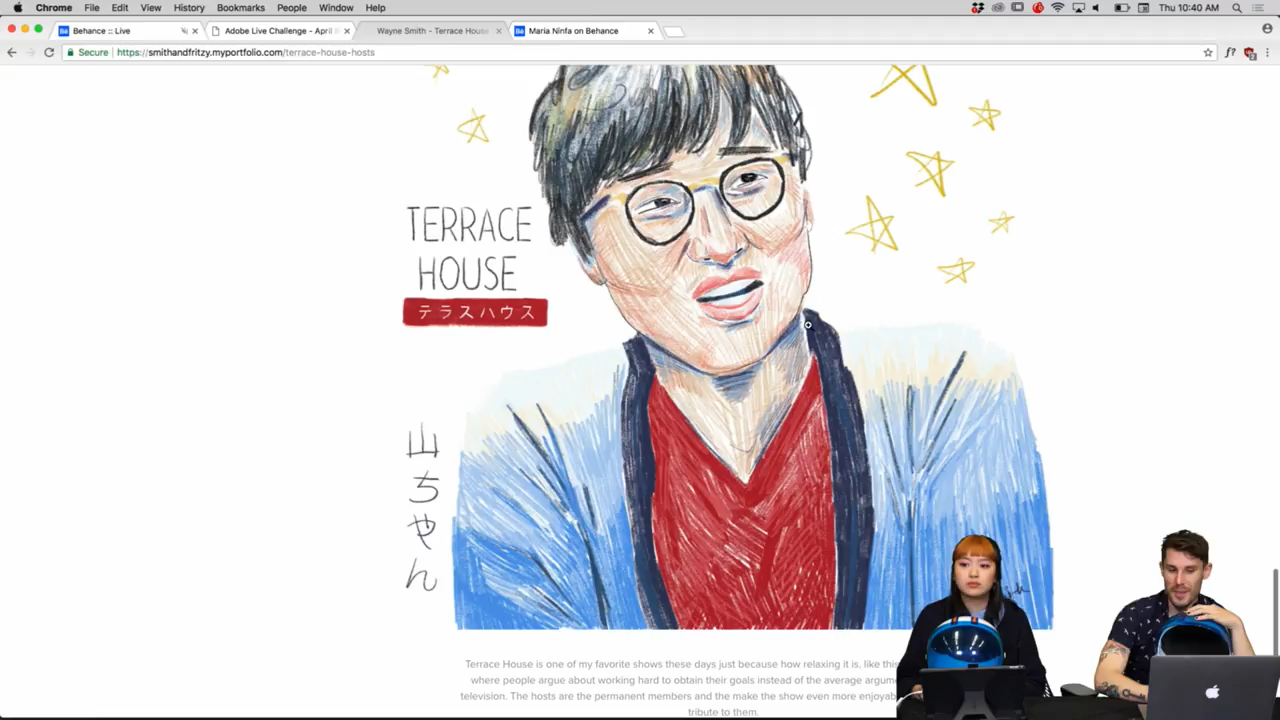 Chrome File Edit View History Bookmarks People Window Help
Thu 10:40 AM
Behance :: Live
Adobe Live Challenge - April
Wayne Smith - Terrace House
Maria Ninfa on Behance
Secure https://smithandfritzy.myportfolio.com/terrace-house-hosts
f?
TERRACE
HOUSE
テラスハウス
山ちゃん
Terrace House is one of my favorite shows these days just because how relaxing it is. like this
where people argue about working hard to obtain their goals instead of the average
television. The hosts are the permanent members and the make the show even more
tribute to them.